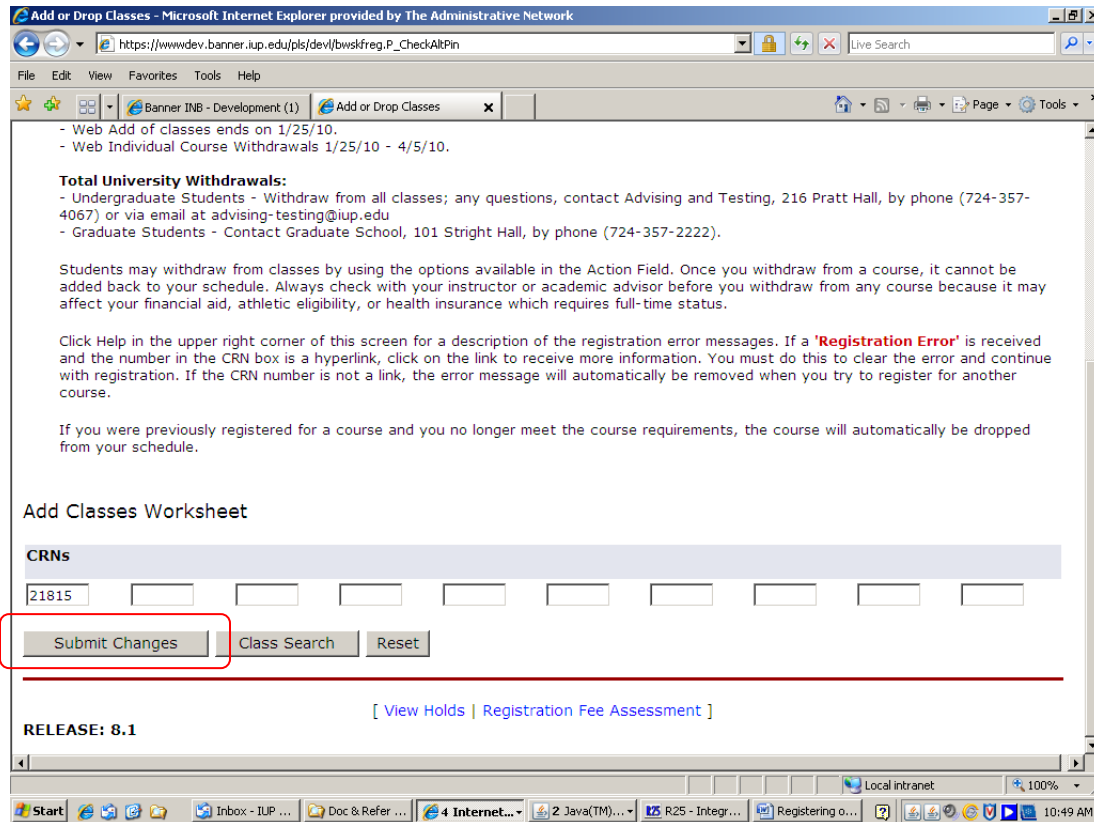 Add or Drop Classes - Microsoft Internet Explorer provided by The Administrative Network
https://wwwdev.banner.iup.edu/pls/devl/bwskfreg.P_CheckAltPin
Live Search
File Edit View Favorites Tools Help
Banner INB - Development (1) Add or Drop Classes Page Tools
- Web Add of classes ends on 1/25/10.
- Web Individual Course Withdrawals 1/25/10 - 4/5/10.
Total University Withdrawals:
- Undergraduate Students - Withdraw from all classes; any questions, contact Advising and Testing, 216 Pratt Hall, by phone (724-357-
4067) or via email at advising-testing@iup.edu
- Graduate Students - Contact Graduate School, 101 Stright Hall, by phone (724-357-2222).
Students may withdraw from classes by using the options available in the Action Field. Once you withdraw from a course, it cannot be
added back to your schedule. Always check with your instructor or academic advisor before you withdraw from any course because it may
affect your financial aid, athletic eligibility, or health insurance which requires full-time status.
Click Help in the upper right corner of this screen for a description of the registration error messages. If a 'Registration Error' is received
and the number in the CRN box is a hyperlink, click on the link to receive more information. You must do this to clear the error and continue
with registration. If the CRN number is not a link, the error message will automatically be removed when you try to register for another
course.
If you were previously registered for a course and you no longer meet the course requirements, the course will automatically be dropped
from your schedule.
Add Classes Worksheet
CRNs
21815
Submit Changes Class Search Reset
[ View Holds | Registration Fee Assessment ]
RELEASE: 8.1
Local intranet 100%
Start Inbox - IUP ... Doc & Refer ... 4 Internet... 2 Java(TM)... R25 - Integr... Registering o... 10:49 AM